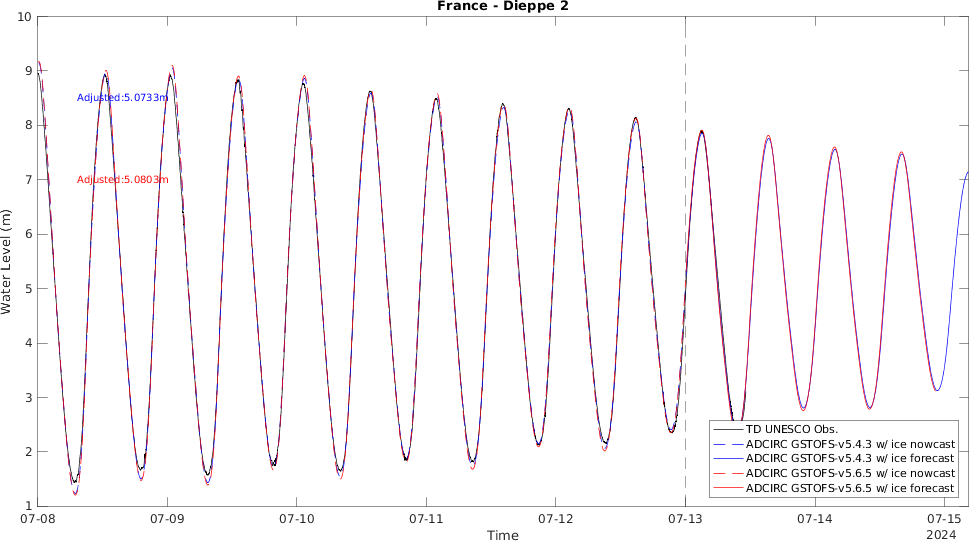 France - Dieppe 2
10
9
8
7
6
5
4
3
2
1
Water Level (m)
Adjusted:5.0733m
Adjusted:5.0803m
TD UNESCO Obs.
ADCIRC GSTOFS-v5.4.3 w/ ice nowcast
ADCIRC GSTOFS-v5.4.3 w/ ice forecast
ADCIRC GSTOFS-v5.6.5 w/ ice nowcast
ADCIRC GSTOFS-v5.6.5 w/ ice forecast
07-08 07-09 07-10 07-11 07-12 07-13 07-14 07-15
Time
2024